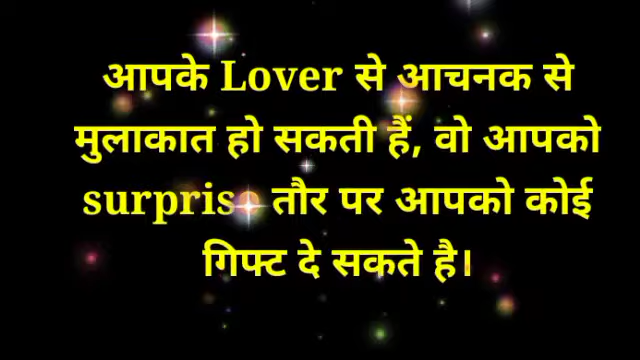 आपके Lover से आचनक से
मुलाकात हो सकती हैं, वो आपको
surprise तौर पर आपको कोई
गिफ्ट दे सकते है।